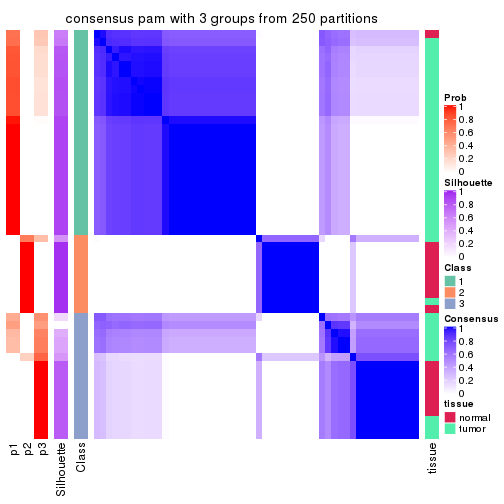 consensus pam with 3 groups from 250 partitions
Prob
1
0.8
0.6
0.4
0.2
0
Silhouette
1
0.8
0.6
0.4
0.2
0
Class
1
2
3
Consensus
1
0.8
0.6
0.4
0.2
0
tissue
normal
tumor
p1
p2
p3
Silhouette
Class
tissue